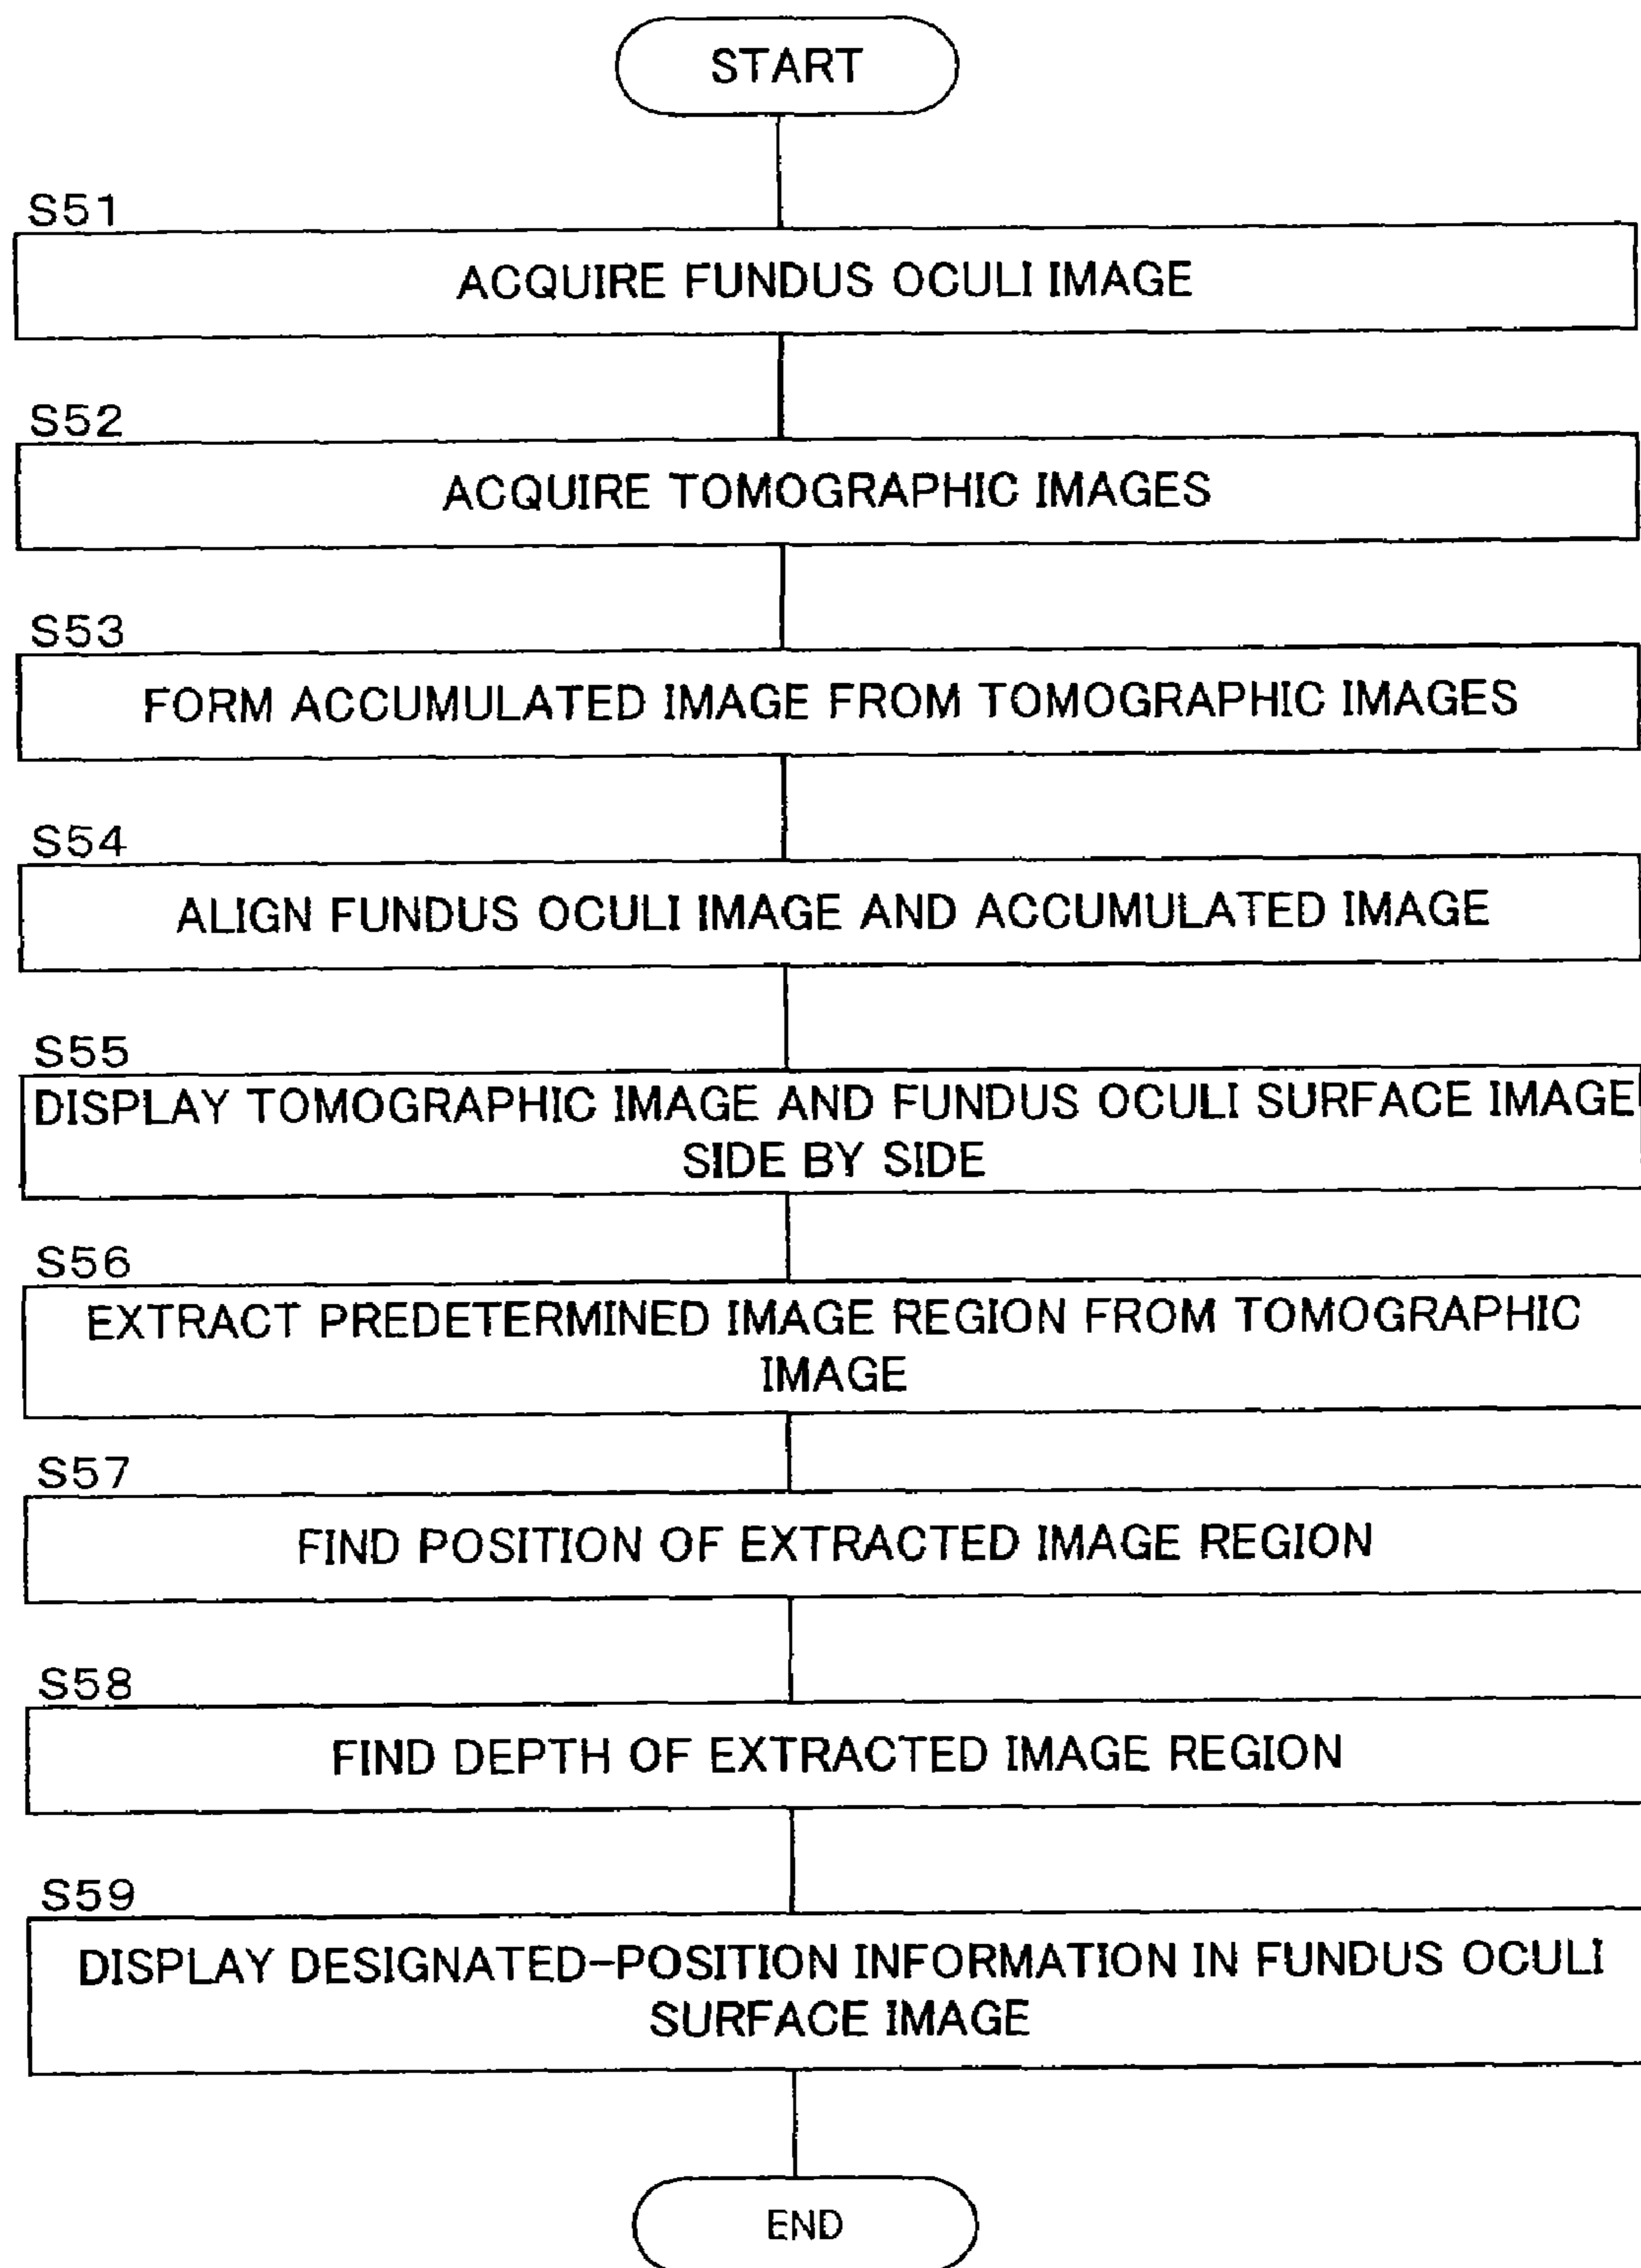 START
S51
ACQUIRE FUNDUS OCULI IMAGE
S52
ACQUIRE TOMOGRAPHIC IMAGES
S53
FORM ACCUMULATED IMAGE FROM TOMOGRAPHIC IMAGES
S54
ALIGN FUNDUS OCULI IMAGE AND ACCUMULATED IMAGE
S55
DISPLAY TOMOGRAPHIC IMAGE AND FUNDUS OCULI SURFACE IMAGE
SIDE BY SIDE
S56
EXTRACT PREDETERMINED IMAGE REGION FROM TOMOGRAPHIC
IMAGE
S57
FIND POSITION OF EXTRACTED IMAGE REGION
S58
FIND DEPTH OF EXTRACTED IMAGE REGION
S59
DISPLAY DESIGNATED-POSITION INFORMATION IN FUNDUS OCULI
SURFACE IMAGE
END